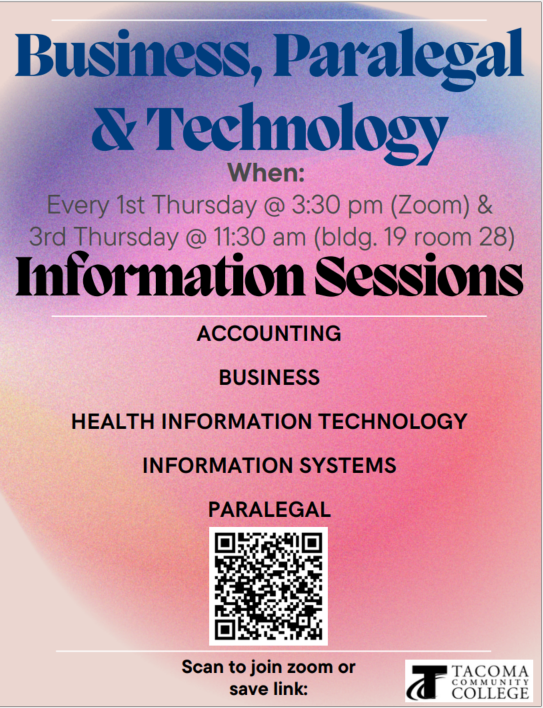 Business, Paralegal
& Technology
When:
Every 1st Thursday @ 3:30 pm (Zoom) &
3rd Thursday @ 11:30 am (bldg. 19 room 28)
Information Sessions
ACCOUNTING
BUSINESS
HEALTH INFORMATION TECHNOLOGY
INFORMATION SYSTEMS
PARALEGAL
Scan to join zoom or
save link:
TACOMA
COMMUNITY
COLLEGE